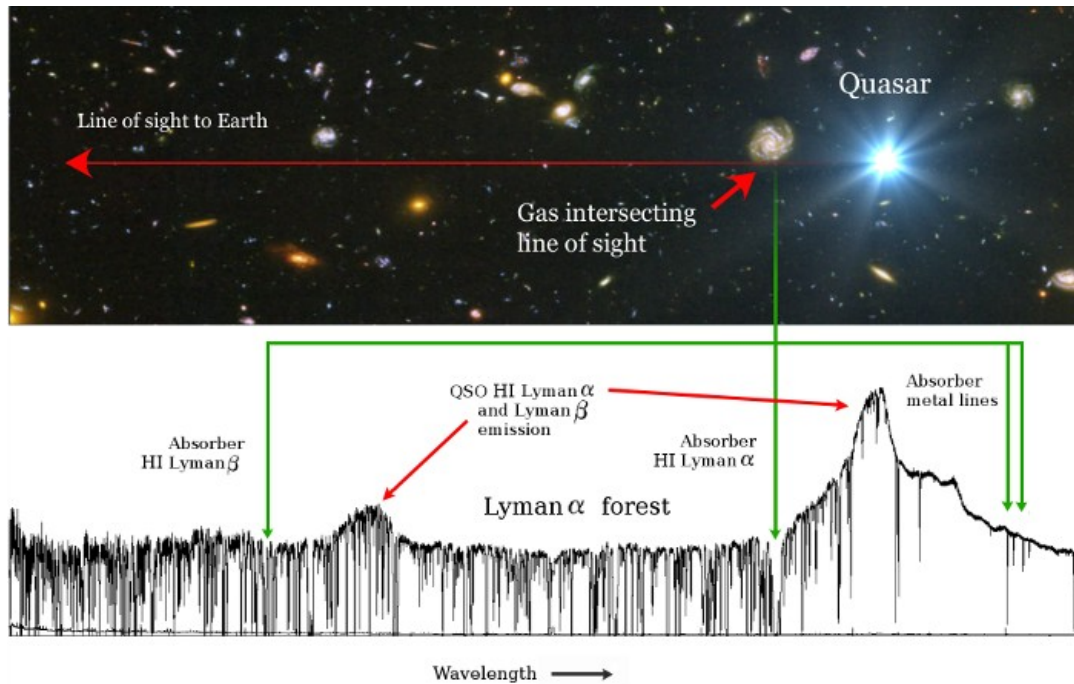 Quasar
Line of sight to Earth
Gas intersecting
line of sight
QSO HI Lyman α
and Lyman β
emission
Absorber
metal lines
Absorber
HI Lyman β
Absorber
HI Lyman α
Lyman α forest
Wavelength